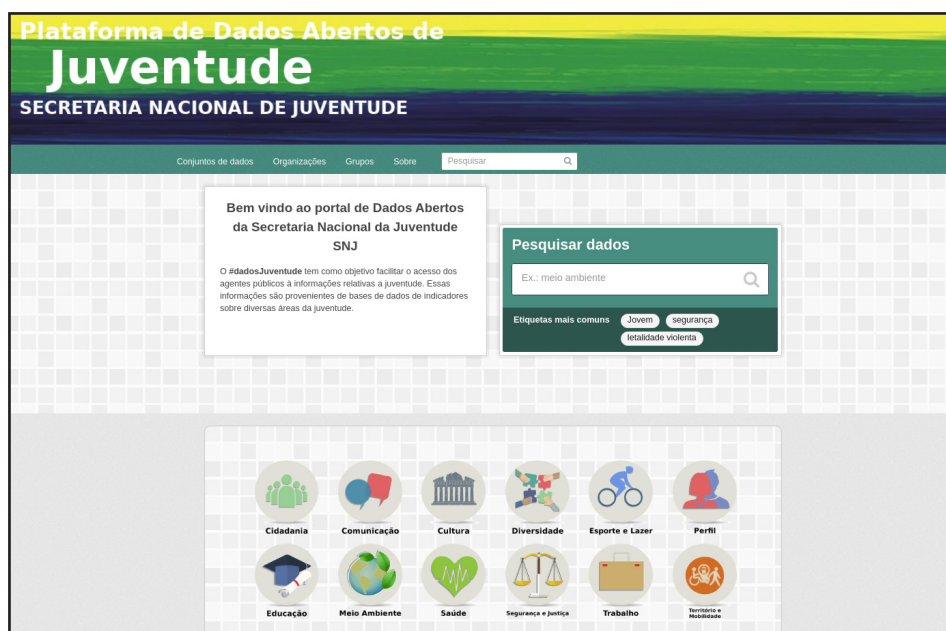 Plataforma de Dados Abertos de
Juventude
SECRETARIA NACIONAL DE JUVENTUDE
Conjuntos de dados Organizações Grupos Sobre Pesquisar
Bem vindo ao portal de Dados Abertos
da Secretaria Nacional da Juventude
SNJ
O #dadosJuventude tem como objetivo facilitar o acesso dos
agentes públicos à informações relativas a juventude. Essas
informações são provenientes de bases de dados de indicadores
sobre diversas áreas da juventude.
Pesquisar dados
Ex.: meio ambiente
Etiquetas mais comuns Jovem segurança
letalidade violenta
Cidadania Comunicação Cultura Diversidade Esporte e Lazer Perfil
Educação Meio Ambiente Saúde Segurança e Justiça Trabalho Território e
Mobilidade